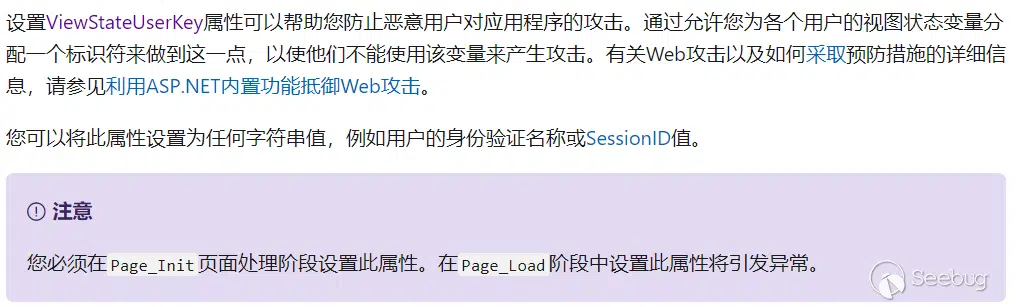 设置ViewStateUserKey属性可以帮助您防止恶意用户对应用程序的攻击。通过允许您为各个用户的视图状态变量分
配一个标识符来做到这一点，以使他们不能使用该变量来产生攻击。有关Web攻击以及如何采取预防措施的详细信
息，请参见利用ASP.NET内置功能抵御Web攻击。
您可以将此属性设置为任何字符串值，例如用户的身份验证名称或SessionID值。
注意
您必须在Page_Init页面处理阶段设置此属性。在Page_Load阶段中设置此属性将引发异常。
Seebug